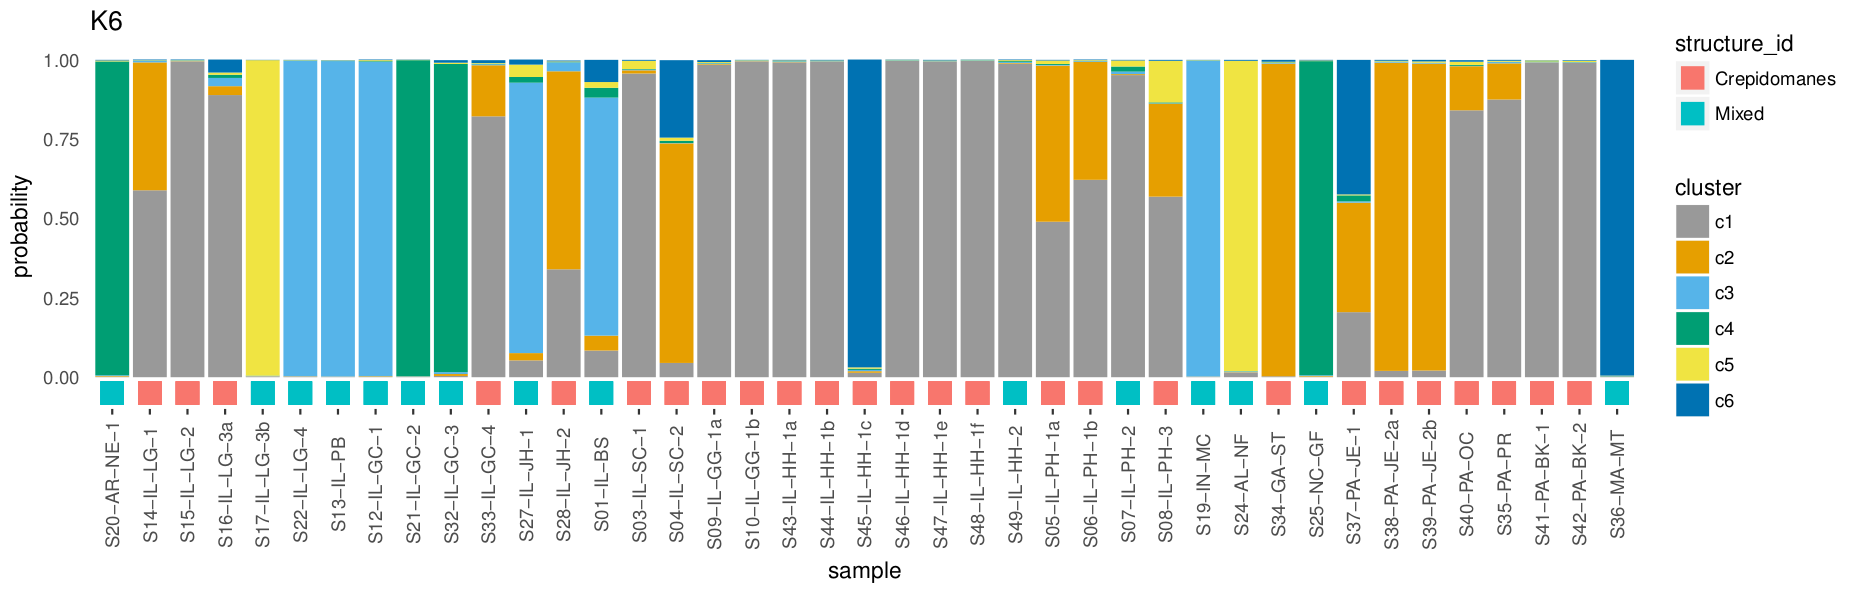 K6
1.00
0.75
0.50
0.25
0.00
probability
S20−AR−NE−1
S14−IL−LG−1
S15−IL−LG−2
S16−IL−LG−3a
S17−IL−LG−3b
S22−IL−LG−4
S13−IL−PB
S12−IL−GC−1
S21−IL−GC−2
S32−IL−GC−3
S33−IL−GC−4
S27−IL−JH−1
S28−IL−JH−2
S01−IL−BS
S03−IL−SC−1
S04−IL−SC−2
S09−IL−GG−1a
S10−IL−GG−1b
S43−IL−HH−1a
S44−IL−HH−1b
S45−IL−HH−1c
S46−IL−HH−1d
S47−IL−HH−1e
S48−IL−HH−1f
S49−IL−HH−2
S05−IL−PH−1a
S06−IL−PH−1b
S07−IL−PH−2
S08−IL−PH−3
S19−IN−MC
S24−AL−NF
S34−GA−ST
S25−NC−GF
S37−PA−JE−1
S38−PA−JE−2a
S39−PA−JE−2b
S40−PA−OC
S35−PA−PR
S41−PA−BK−1
S42−PA−BK−2
S36−MA−MT
sample
structure_id
Crepidomanes
Mixed
cluster
c1
c2
c3
c4
c5
c6